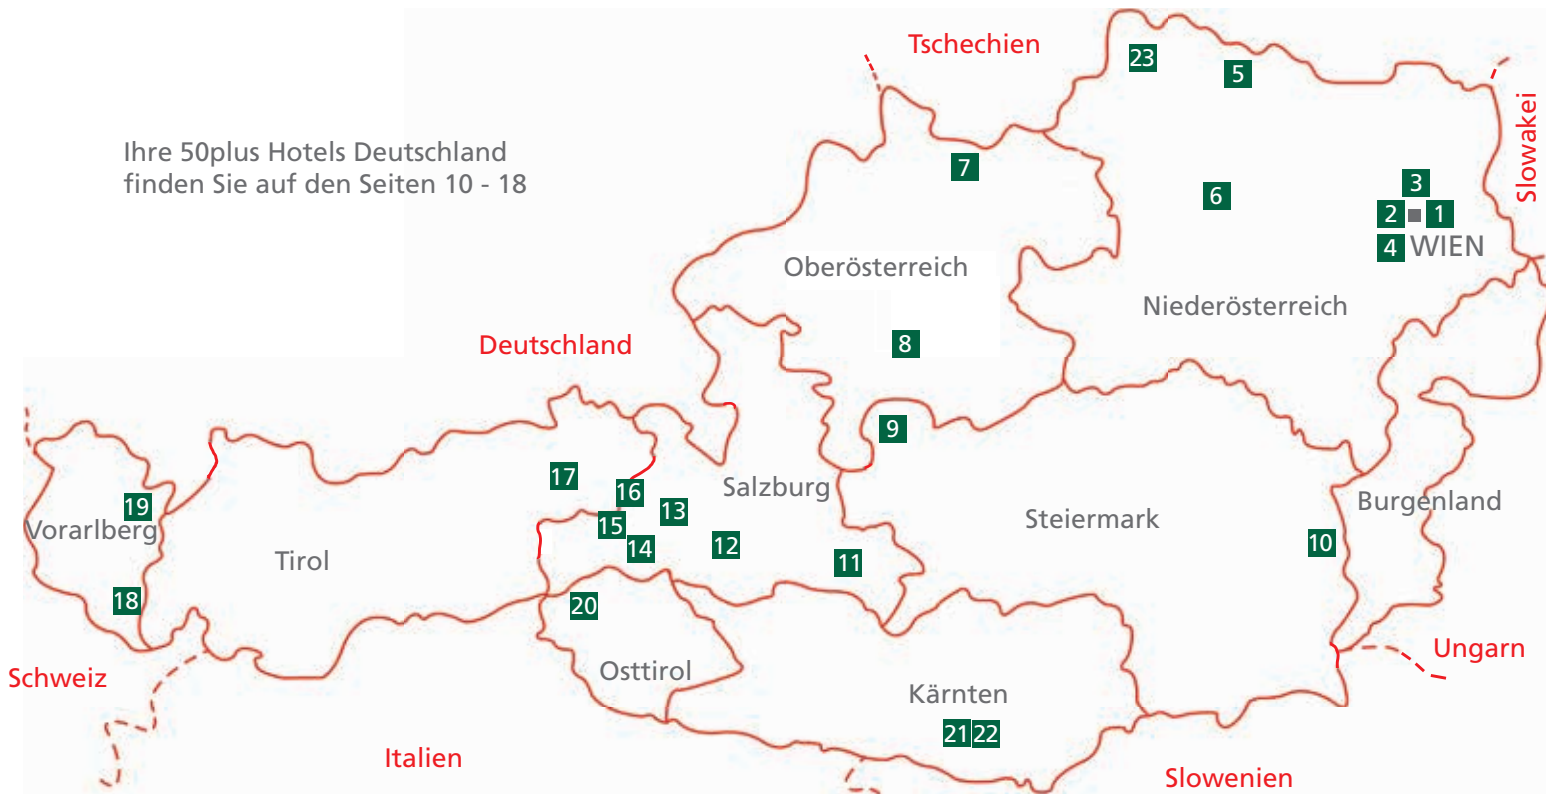 Tschechien
23
5
Slowakei
Ihre 50plus Hotels Deutschland
finden Sie auf den Seiten 10 - 18
7
6
3
2
1
4
WIEN
Oberösterreich
Niederösterreich
Deutschland
8
9
17
16
Salzburg
19
13
Vorarlberg
15
Steiermark
Burgenland
Tirol
14
12
11
10
18
20
Osttirol
Ungarn
Schweiz
Kärnten
21
22
Italien
Slowenien